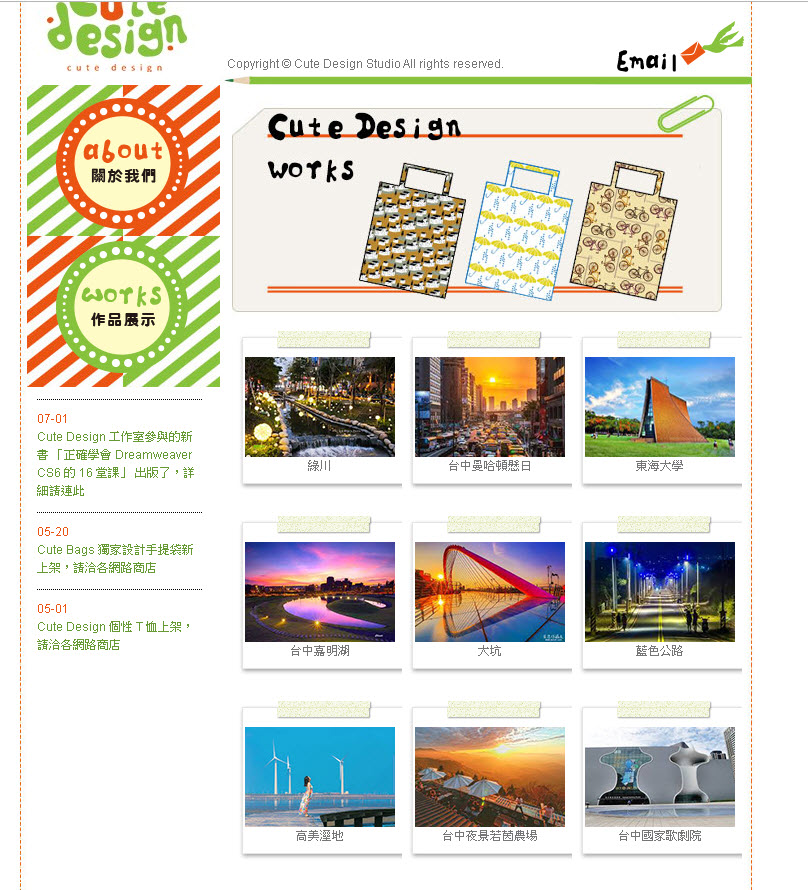 Cute
design
cute design
Copyright © Cute Design Studio All rights reserved.
Email
about
關於我們
works
作品展示
07-01
Cute Design 工作室參與的新
書「正確學會 Dreamweaver
CS6 的 16 堂課」 出版了，詳
細請連此
05-20
Cute Bags 獨家設計手提袋新
上架，請洽各網路商店
05-01
Cute Design 個性 T 恤上架，
請洽各網路商店
Cute Design
works
綠川
台中曼哈頓懸日
東海大學
台中嘉明湖
大坑
藍色公路
高美溼地
台中夜景若茵農場
台中國家歌劇院